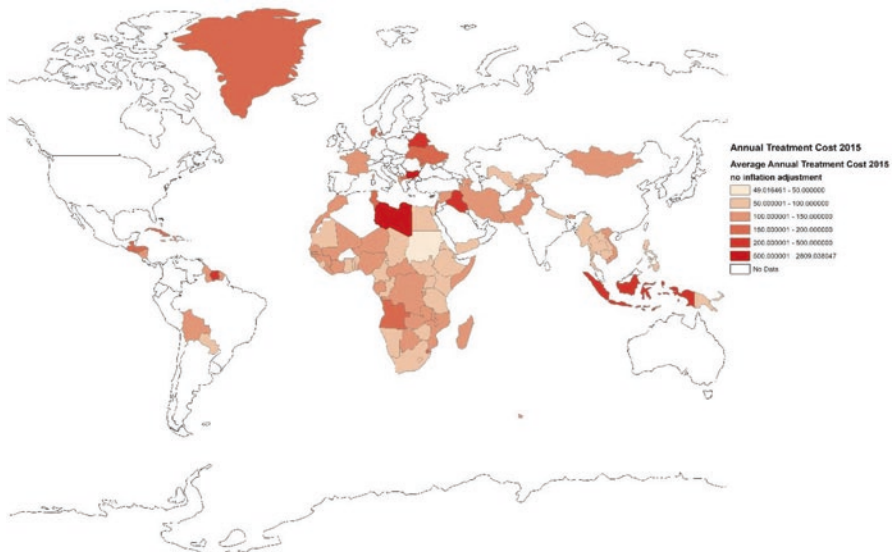 Annual Treatment Cost 2015
Average Annual Treatment Cost 2015
no inflation adjustment
49.016461 - 50.000000
50.000001 - 100.000000
100.000001 - 150.000000
150.000001 - 200.000000
200.000001 - 500.000000
500.000001 - 2809.038047
No Data